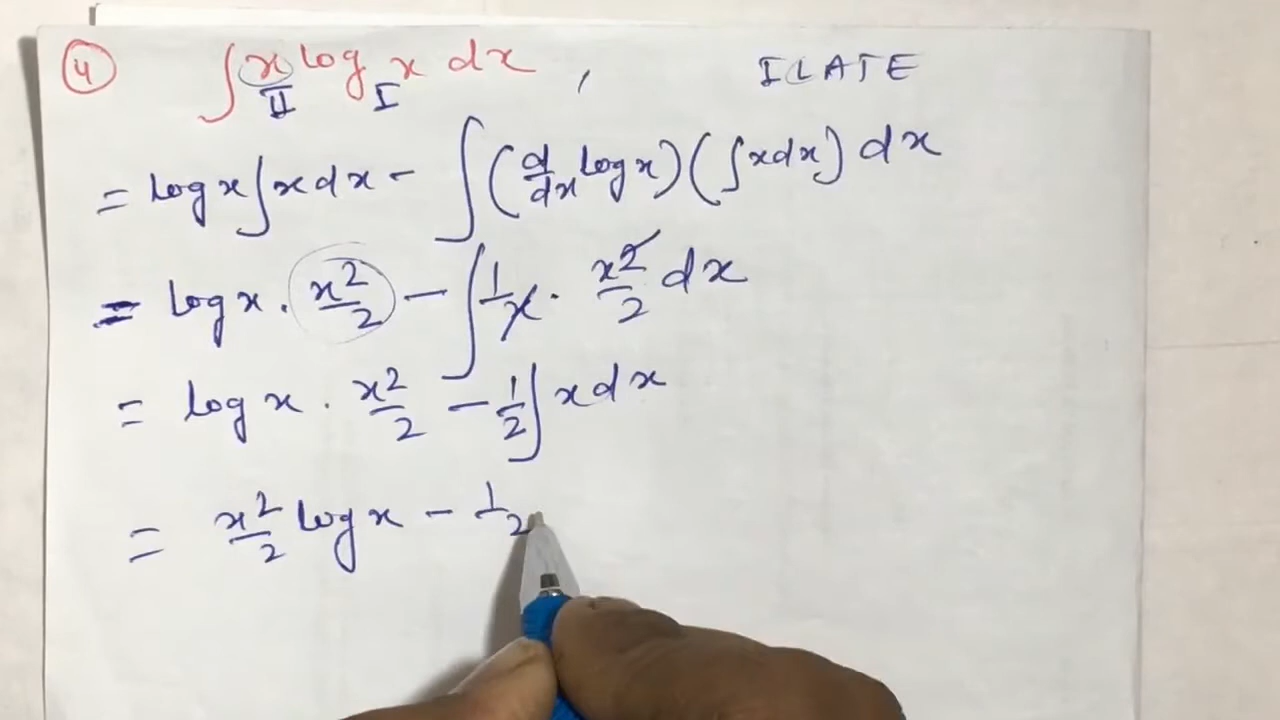 4 ∫ x log x dx , ILATE
II I
= log x ∫ x dx - ∫ (d/dx log x) (∫ x dx) dx
= log x . x²/2 - ∫ 1/x . x²/2 dx
= log x . x²/2 - 1/2 ∫ x dx
= x²/2 log x - 1/2